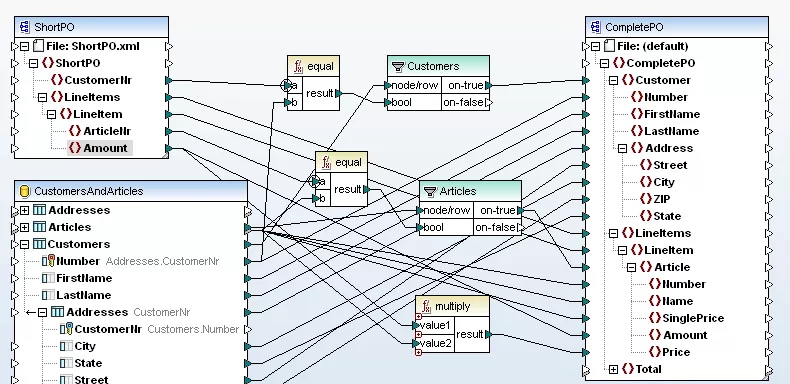 ShortPO
File: ShortPO.xml
ShortPO
CustomerNr
LineItems
LineItem
ArticleNr
Amount
CustomersAndArticles
Addresses
Articles
Customers
Number Addresses.CustomerNr
FirstName
LastName
Addresses CustomerNr
CustomerNr Customers.Number
City
State
Street
equal
a
b
result
equal
a
b
result
Customers
node/row on-true
bool on-false
Articles
node/row on-true
bool on-false
multiply
value1
value2
result
CompletePO
File: (default)
CompletePO
Customer
Number
FirstName
LastName
Address
Street
City
ZIP
State
LineItems
LineItem
Article
Number
Name
SinglePrice
Amount
Price
Total